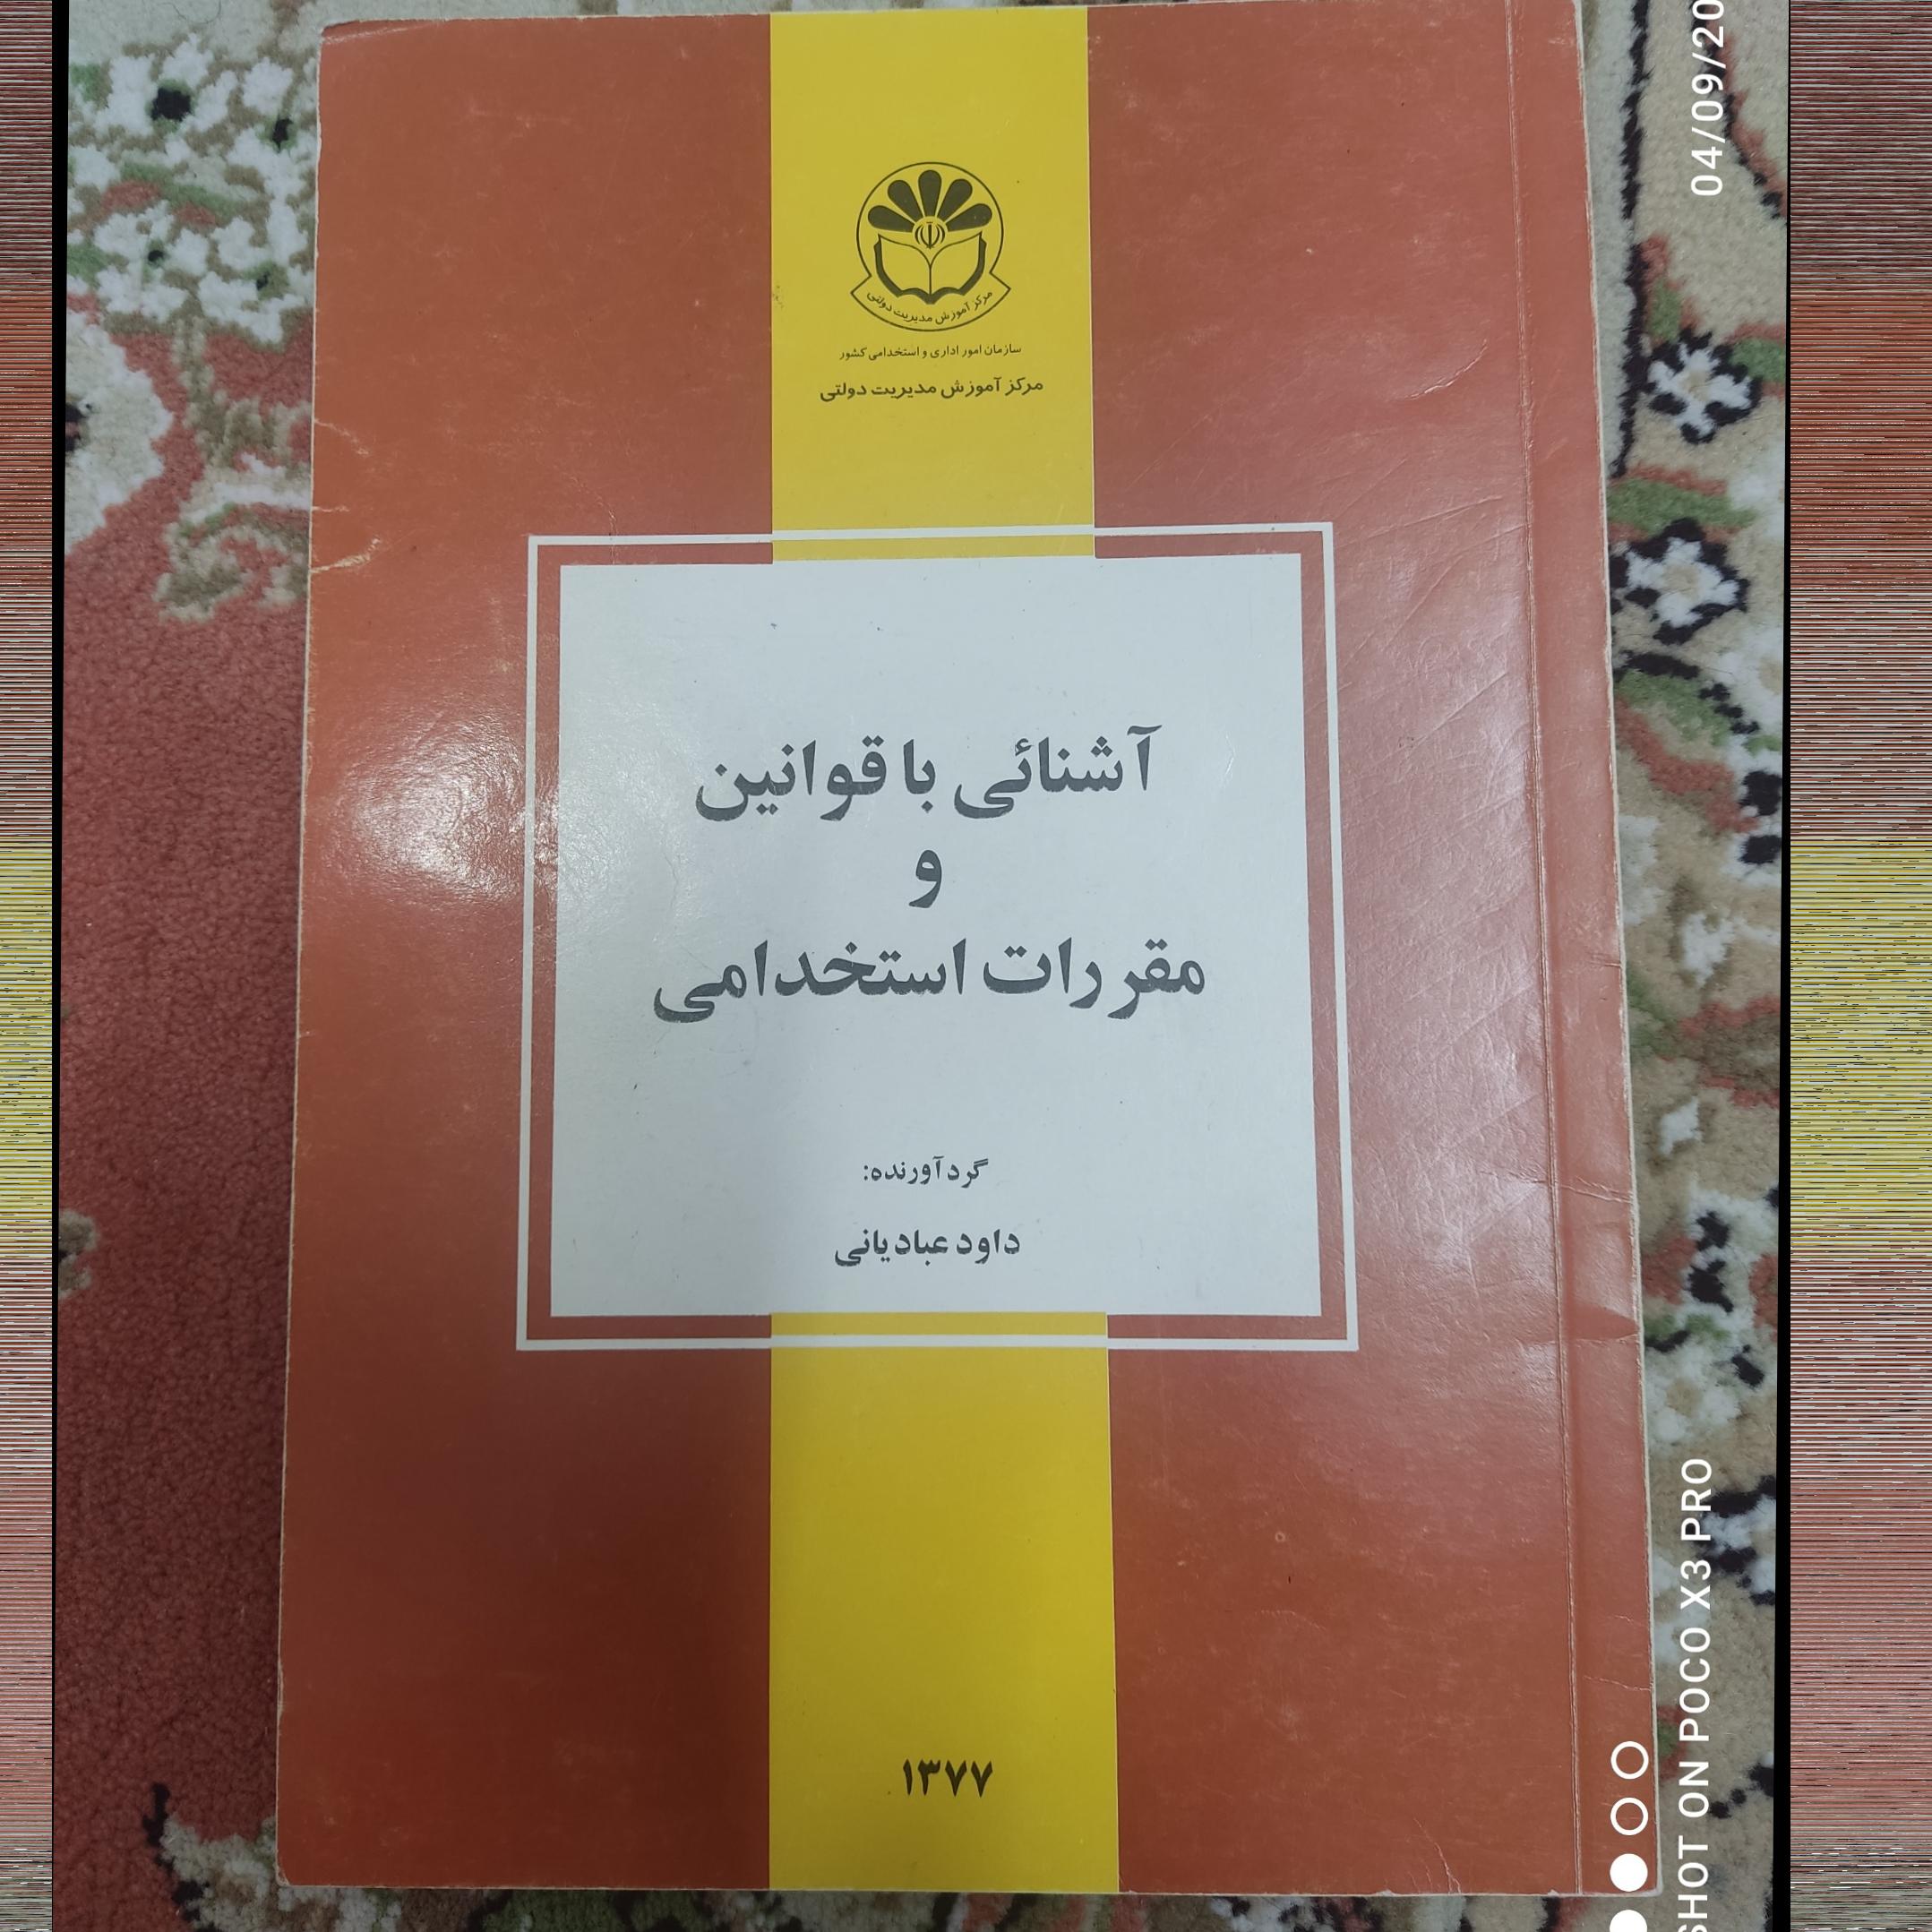 مرکز آموزش مدیریت دولتی
سازمان امور اداری و استخدامی کشور
مرکز آموزش مدیریت دولتی
آشنائی با قوانین
و
مقررات استخدامی
گردآورنده:
داود عبادیانی
۱۳۷۷
SHOT ON POCO X3 PRO
04/09/20